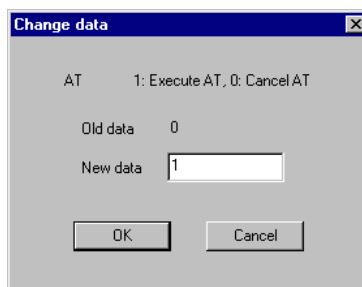 Change data
AT 1: Execute AT, 0: Cancel AT
Old data 0
New data 1
OK Cancel